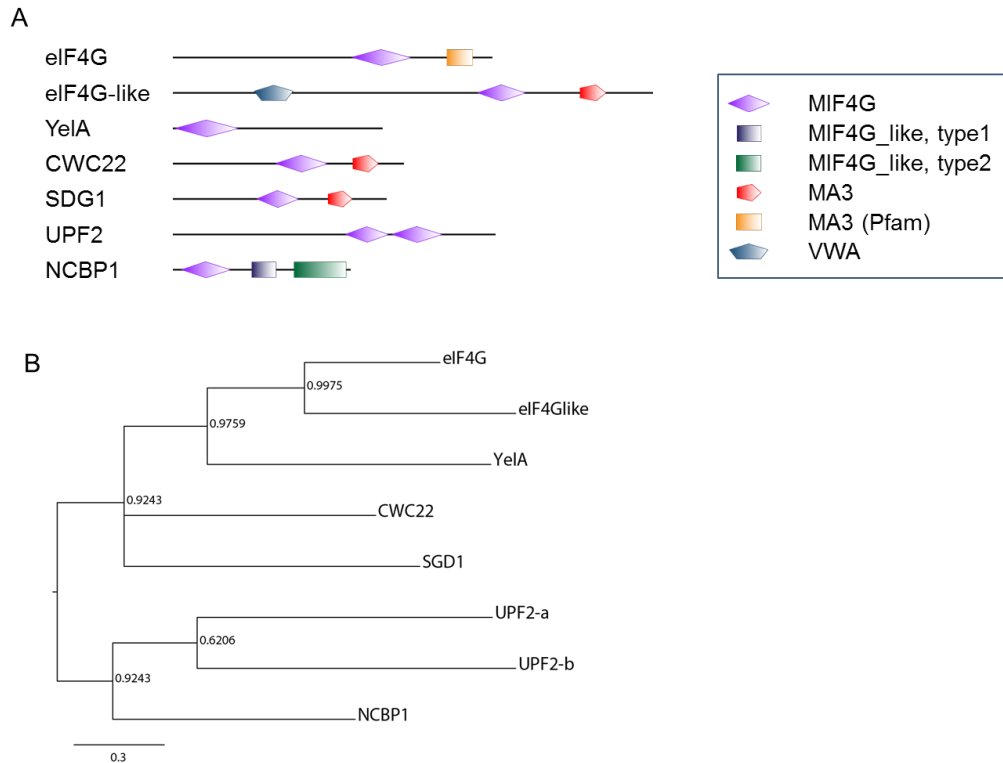 A
eIF4G
eIF4G-like
YelA
CWC22
SDG1
UPF2
NCBP1
MIF4G
MIF4G_like, type1
MIF4G_like, type2
MA3
MA3 (Pfam)
VWA
B
eIF4G
0.9975
eIF4Glike
0.9759
YelA
0.9243
CWC22
SGD1
UPF2-a
0.6206
UPF2-b
0.9243
NCBP1
0.3